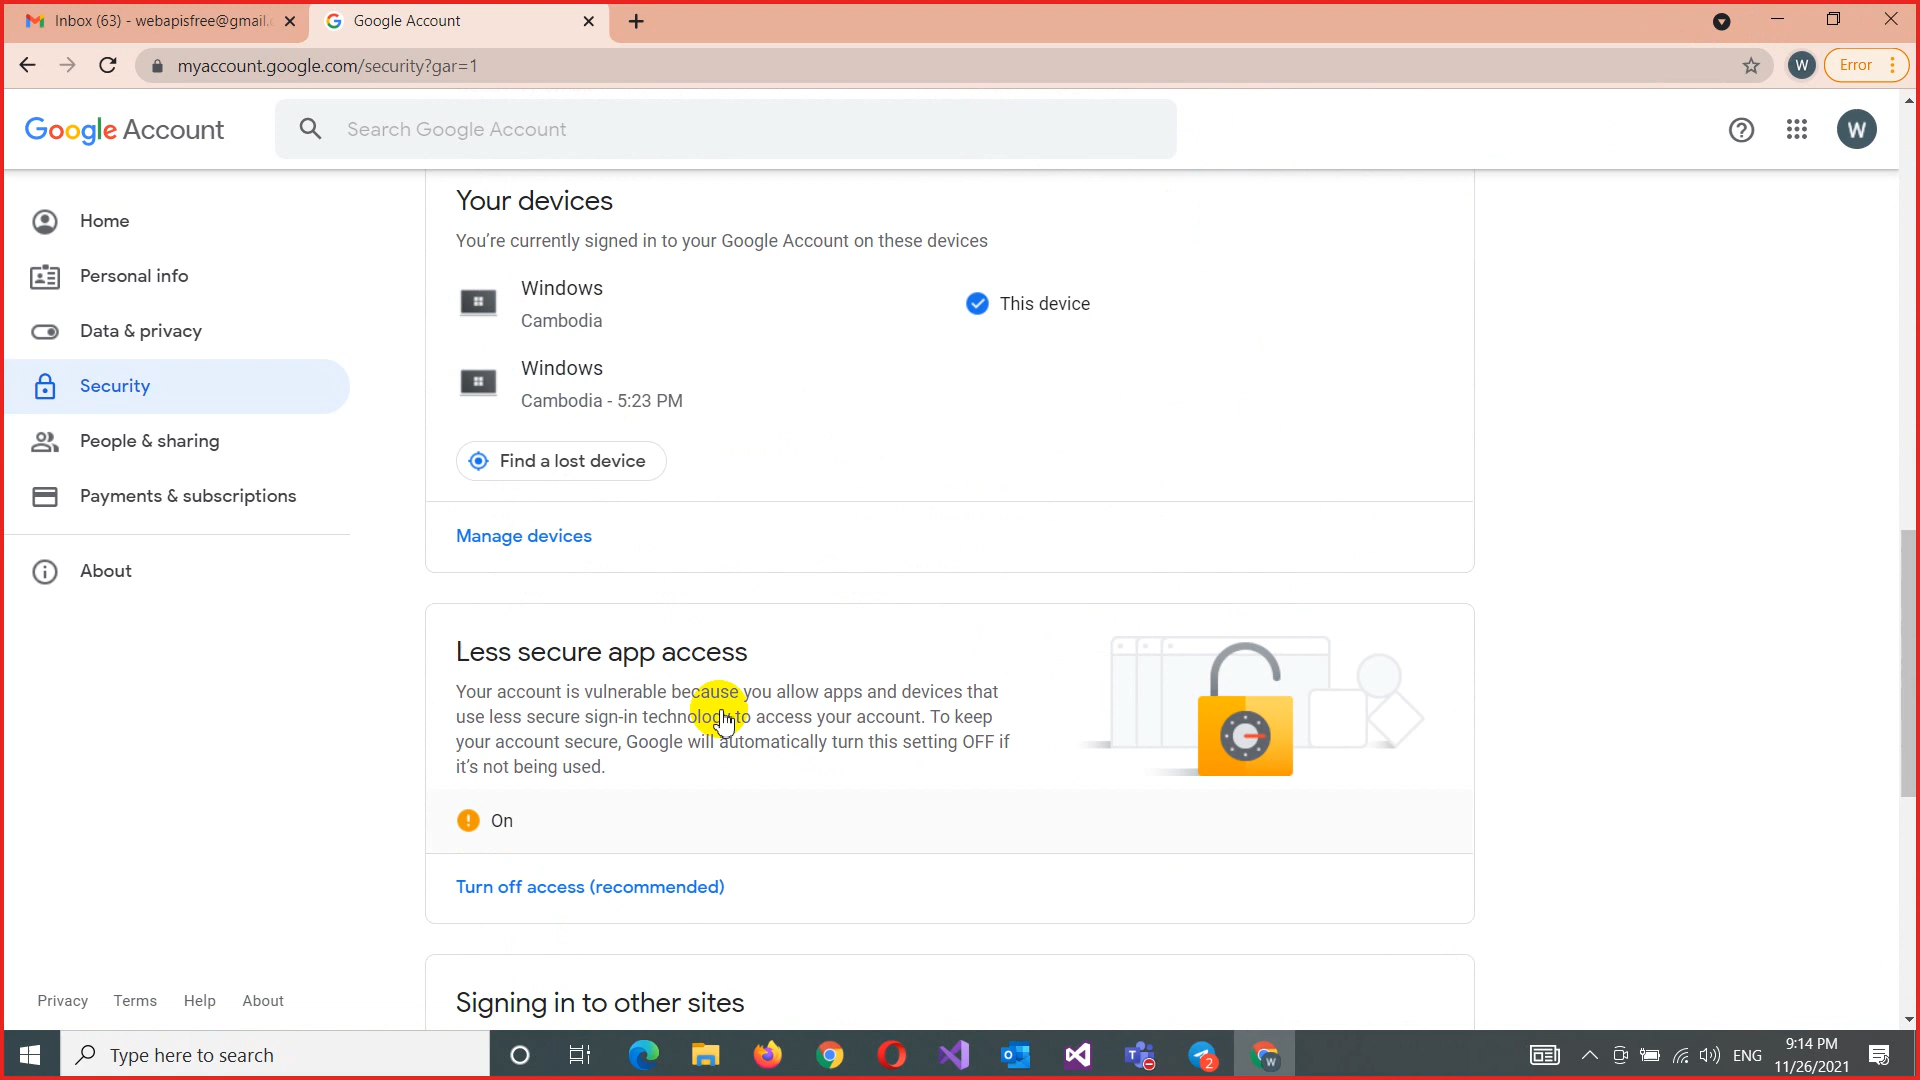 Inbox (63) - webapisfree@gmail.
Google Account
myaccount.google.com/security?gar=1
W
Error
Google Account
Search Google Account
W
Home
Personal info
Data & privacy
Security
People & sharing
Payments & subscriptions
About
Your devices
You're currently signed in to your Google Account on these devices
Windows
Cambodia
This device
Windows
Cambodia - 5:23 PM
Find a lost device
Manage devices
Less secure app access
Your account is vulnerable because you allow apps and devices that
use less secure sign-in technology to access your account. To keep
your account secure, Google will automatically turn this setting OFF if
it's not being used.
On
Turn off access (recommended)
Signing in to other sites
Privacy Terms Help About
Type here to search
2
W
ENG
9:14 PM
11/26/2021